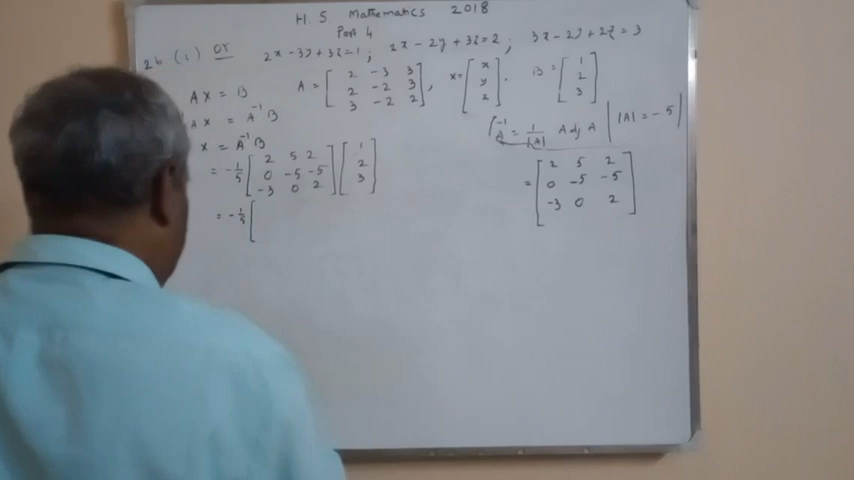 H. S Mathematics 2018
Part 4
26 (i) or 2x - 3y + 3z = 1 ; 2x - 2y + 3z = 2 ; 3x - 2y + 2z = 3
AX = B A = [ 2 -3 3 2 -2 3 3 -2 2 ], X = [ x y z ]. B = [ 1 2 3 ]
AX = A⁻¹B
X = A⁻¹B
A⁻¹ = 1/|A| Adj A | |A| = -5
= -1/5 [ 2 5 2 0 -5 -5 -3 0 2 ] [ 1 2 3 ]
= [ 2 5 2 0 -5 -5 -3 0 2 ]
= -1/5 [